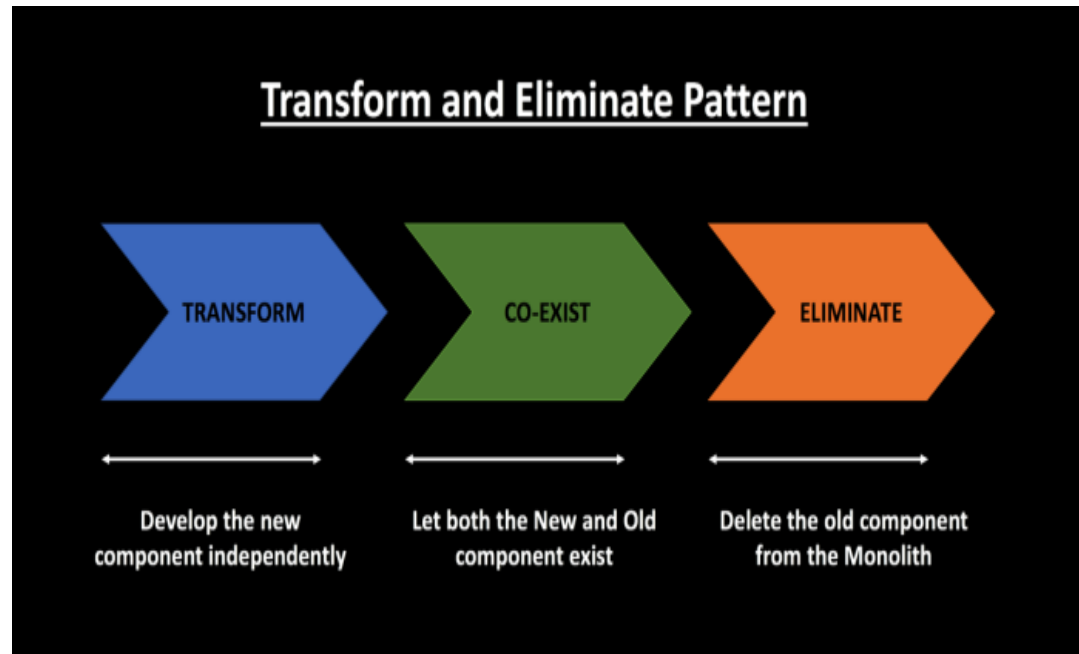 Transform and Eliminate Pattern
TRANSFORM
CO-EXIST
ELIMINATE
Develop the new
component independently
Let both the New and Old
component exist
Delete the old component
from the Monolith